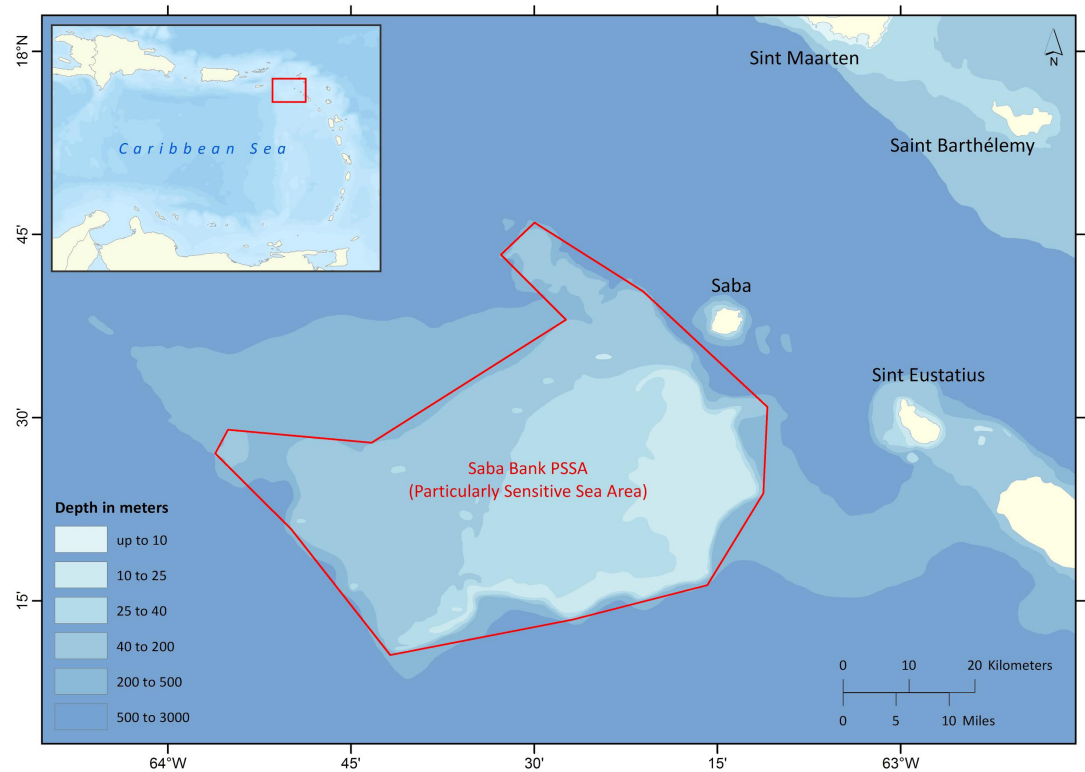 18°N
45'
30'
15'
64°W
45'
30'
15'
63°W
Caribbean Sea
N
Sint Maarten
Saint Barthélemy
Saba
Sint Eustatius
Saba Bank PSSA
(Particularly Sensitive Sea Area)
Depth in meters
up to 10
10 to 25
25 to 40
40 to 200
200 to 500
500 to 3000
0 10 20 Kilometers
0 5 10 Miles